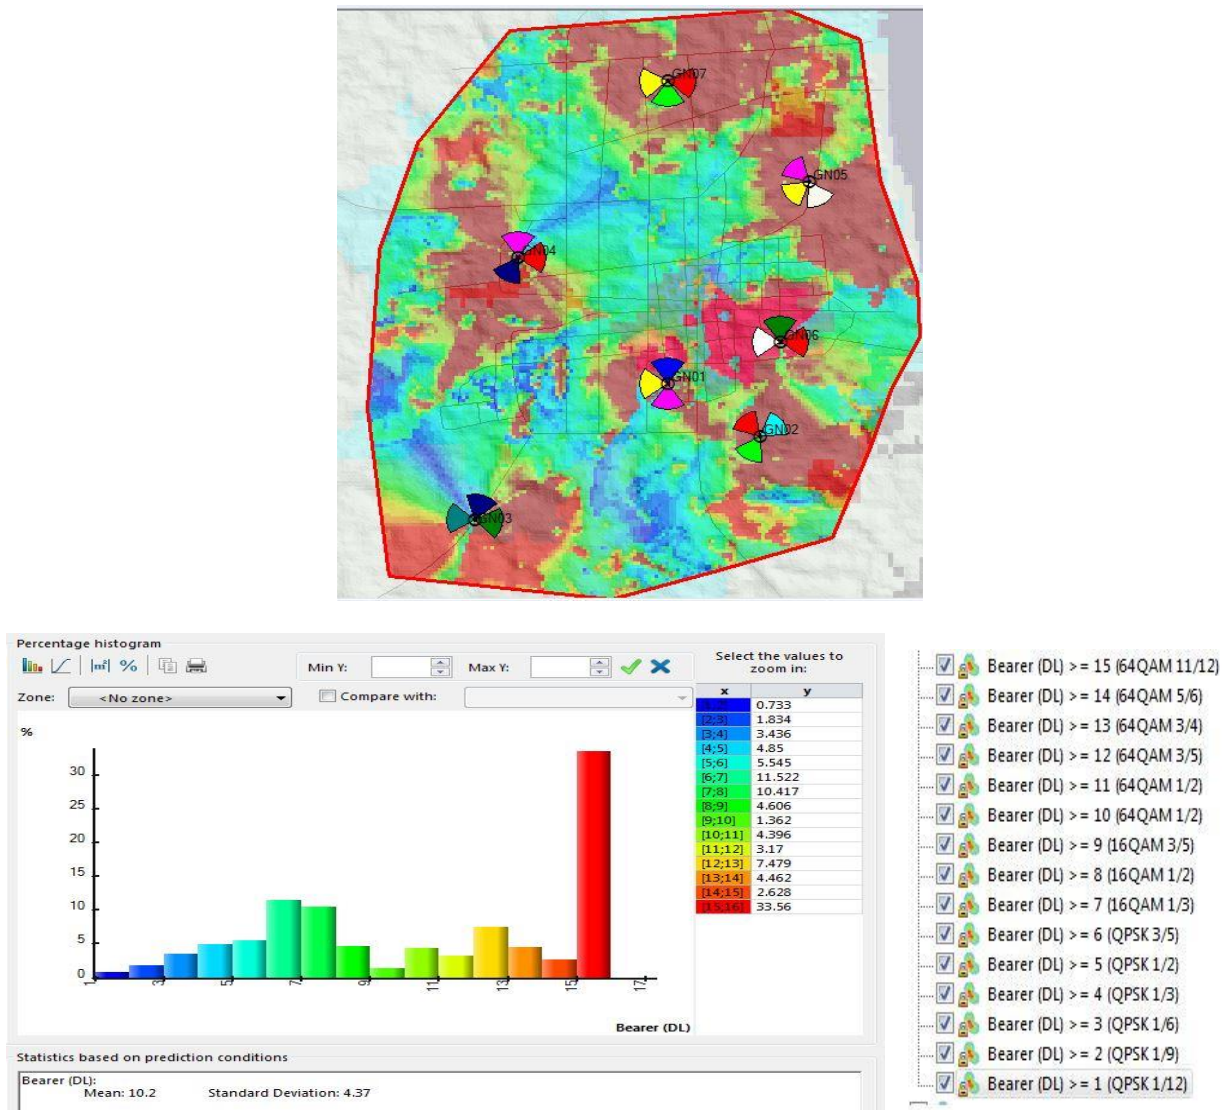 GN07
GN05
GN04
GN06
GN01
GN02
GN03
Percentage histogram
|m²| %
Min Y: Max Y:
Select the values to
zoom in:
Zone: <No zone> Compare with:
x y
0.733
[2;3] 1.834
[3;4] 3.436
[4;5] 4.85
[5;6] 5.545
[6;7] 11.522
[7;8] 10.417
[8;9] 4.606
[9;10] 1.362
[10;11] 4.396
[11;12] 3.17
[12;13] 7.479
[13;14] 4.462
[14;15] 2.628
[15;16] 33.56
%
30
25
20
15
10
5
0
1 3 5 7 9 11 13 15 17
Bearer (DL)
Statistics based on prediction conditions
Bearer (DL):
Mean: 10.2 Standard Deviation: 4.37
Bearer (DL) >= 15 (64QAM 11/12)
Bearer (DL) >= 14 (64QAM 5/6)
Bearer (DL) >= 13 (64QAM 3/4)
Bearer (DL) >= 12 (64QAM 3/5)
Bearer (DL) >= 11 (64QAM 1/2)
Bearer (DL) >= 10 (64QAM 1/2)
Bearer (DL) >= 9 (16QAM 3/5)
Bearer (DL) >= 8 (16QAM 1/2)
Bearer (DL) >= 7 (16QAM 1/3)
Bearer (DL) >= 6 (QPSK 3/5)
Bearer (DL) >= 5 (QPSK 1/2)
Bearer (DL) >= 4 (QPSK 1/3)
Bearer (DL) >= 3 (QPSK 1/6)
Bearer (DL) >= 2 (QPSK 1/9)
Bearer (DL) >= 1 (QPSK 1/12)